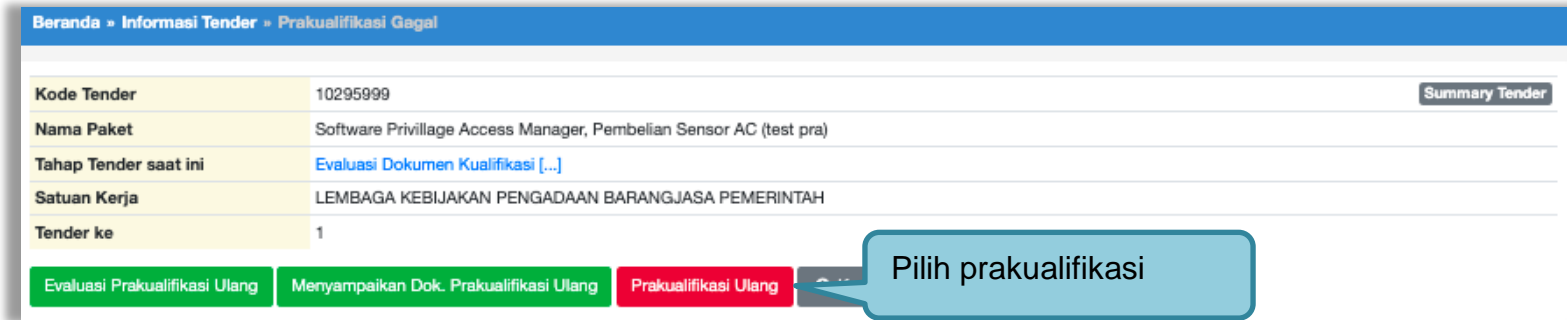 Beranda » Informasi Tender » Prakualifikasi Gagal
Kode Tender 10295999 Summary Tender
Nama Paket Software Privillage Access Manager, Pembelian Sensor AC (test pra)
Tahap Tender saat ini Evaluasi Dokumen Kualifikasi [...]
Satuan Kerja LEMBAGA KEBIJAKAN PENGADAAN BARANGJASA PEMERINTAH
Tender ke 1
Evaluasi Prakualifikasi Ulang Menyampaikan Dok. Prakualifikasi Ulang Prakualifikasi Ulang
Pilih prakualifikasi